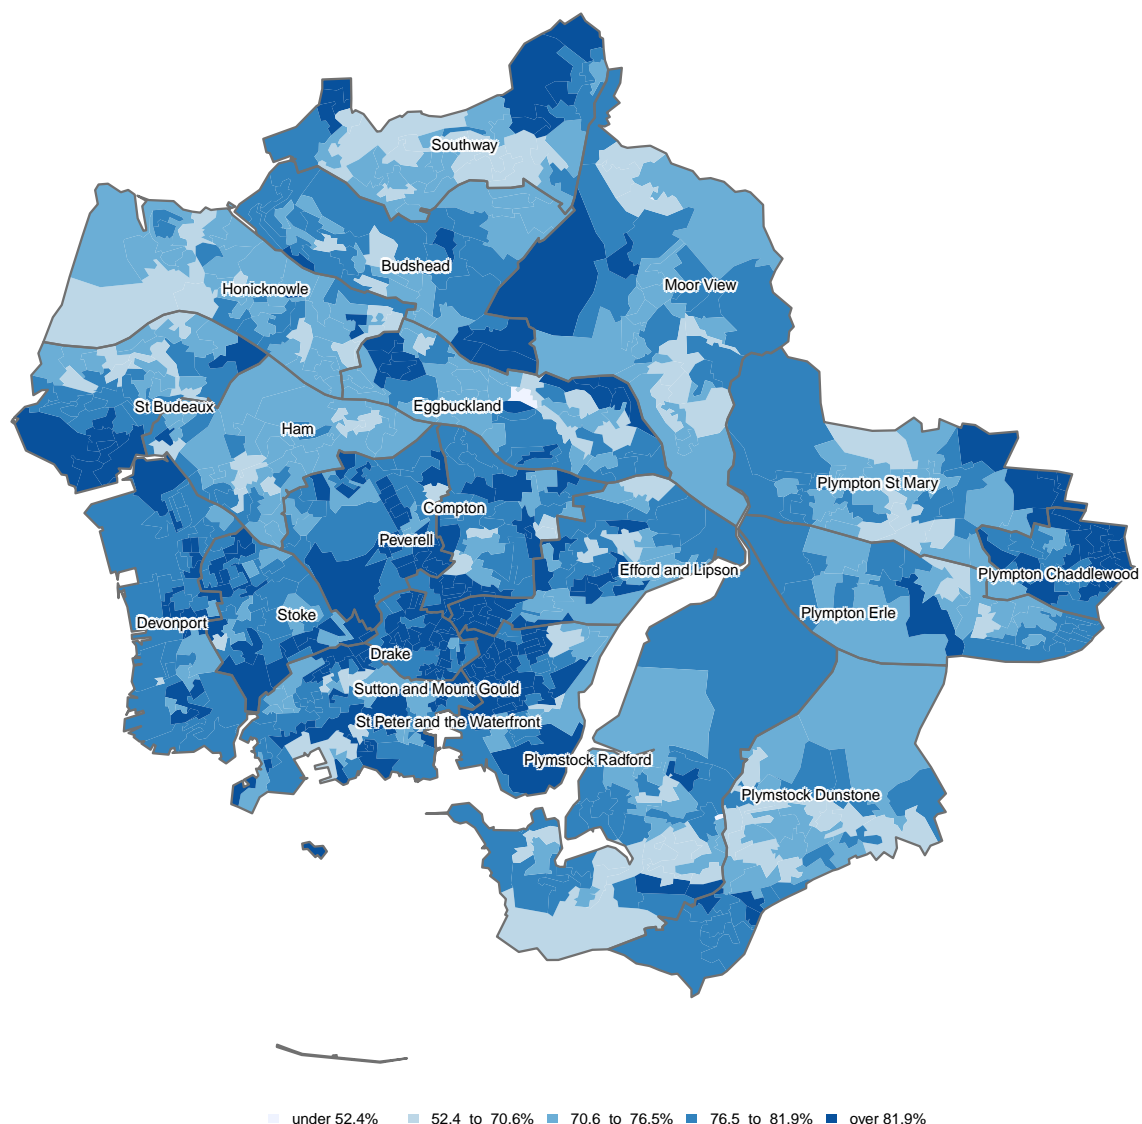 Southway
Budshead
Moor View
Honicknowle
St Budeaux
Eggbuckland
Ham
Plympton St Mary
Compton
Peverell
Efford and Lipson
Plympton Chaddlewood
Stoke
Plympton Erle
Devonport
Drake
Sutton and Mount Gould
St Peter and the Waterfront
Plymstock Radford
Plymstock Dunstone
under 52.4% 52.4 to 70.6% 70.6 to 76.5% 76.5 to 81.9% over 81.9%